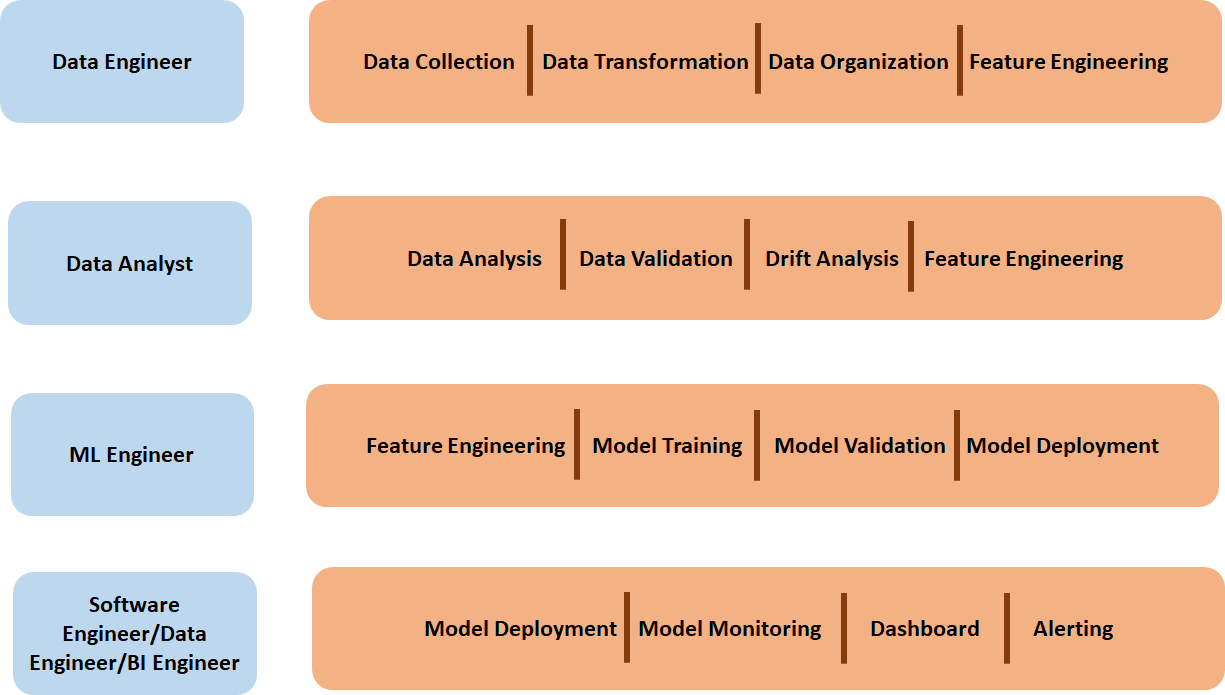 Data Engineer
Data Collection
Data Transformation
Data Organization
Feature Engineering
Data Analyst
Data Analysis
Data Validation
Drift Analysis
Feature Engineering
ML Engineer
Feature Engineering
Model Training
Model Validation
Model Deployment
Software
Engineer/Data
Engineer/BI Engineer
Model Deployment
Model Monitoring
Dashboard
Alerting